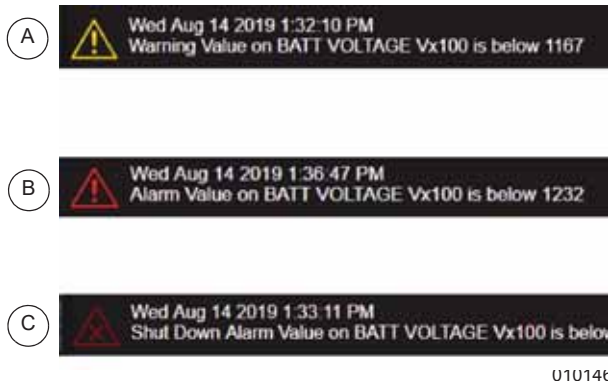 A
Wed Aug 14 2019 1:32:10 PM
Warning Value on BATT VOLTAGE Vx100 is below 1167
B
Wed Aug 14 2019 1:36:47 PM
Alarm Value on BATT VOLTAGE Vx100 is below 1232
C
Wed Aug 14 2019 1:33:11 PM
Shut Down Alarm Value on BATT VOLTAGE Vx100 is below
010146